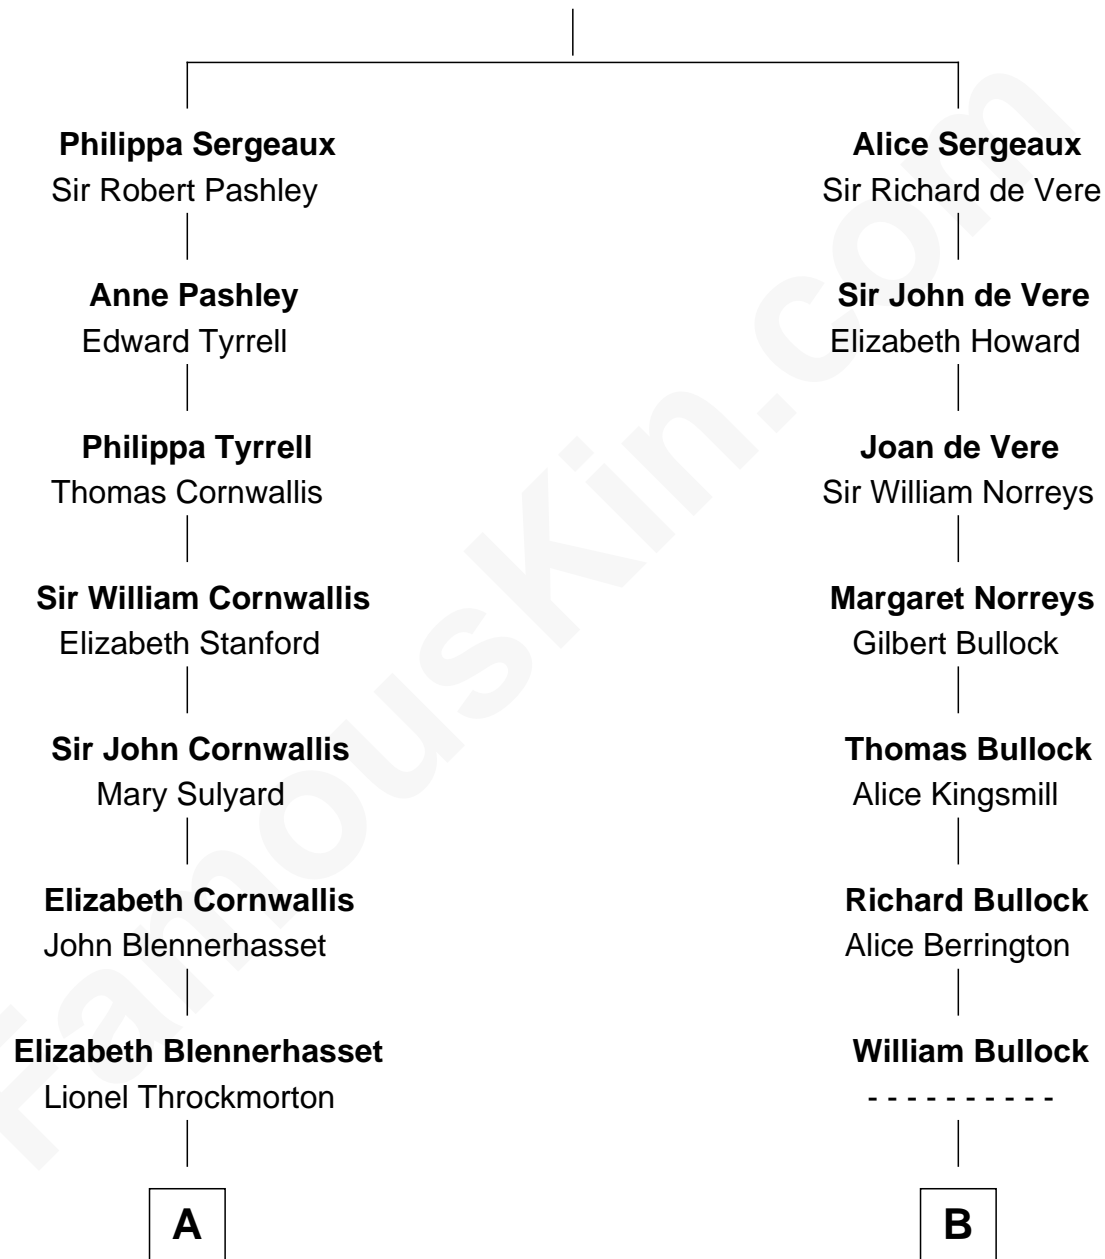 Philippa Sergeaux
Sir Robert Pashley
Alice Sergeaux
Sir Richard de Vere
Anne Pashley
Edward Tyrrell
Sir John de Vere
Elizabeth Howard
Philippa Tyrrell
Thomas Cornwallis
Joan de Vere
Sir William Norreys
Sir William Cornwallis
Elizabeth Stanford
Margaret Norreys
Gilbert Bullock
Sir John Cornwallis
Mary Sulyard
Thomas Bullock
Alice Kingsmill
Elizabeth Cornwallis
John Blennerhasset
Richard Bullock
Alice Berrington
Elizabeth Blennerhasset
Lionel Throckmorton
William Bullock
- - - - - - - - - -
A
B
FamousKin.com